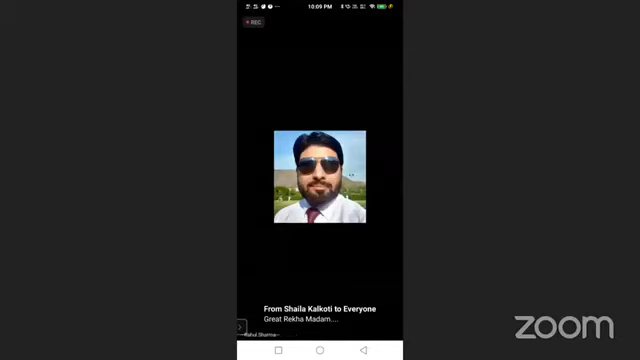 10:09 PM
REC
From Shaila Kalkoti to Everyone
Great Rekha Madam....
Rahul Sharma
zoom